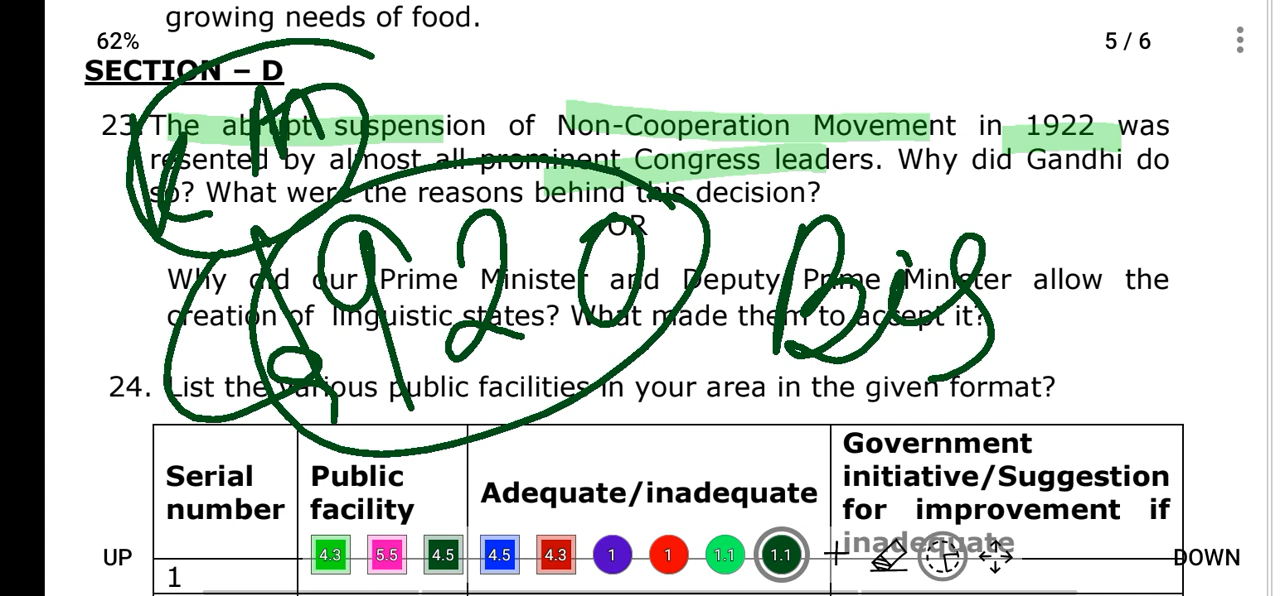 growing needs of food.
62%
5 / 6
SECTION – D
23. The abrupt suspension of Non-Cooperation Movement in 1922 was
resented by almost all prominent Congress leaders. Why did Gandhi do
so? What were the reasons behind this decision?
OR
1920
Why did our Prime Minister and Deputy Prime Minister allow the
creation of linguistic states? What made them to accept it?
24. List the various public facilities in your area in the given format?
Serial number
Public facility
Adequate/inadequate
Government initiative/Suggestion for improvement if inadequate
UP
4.3 5.5 4.5 4.5 4.3 1 1 1.1 1.1
DOWN
1